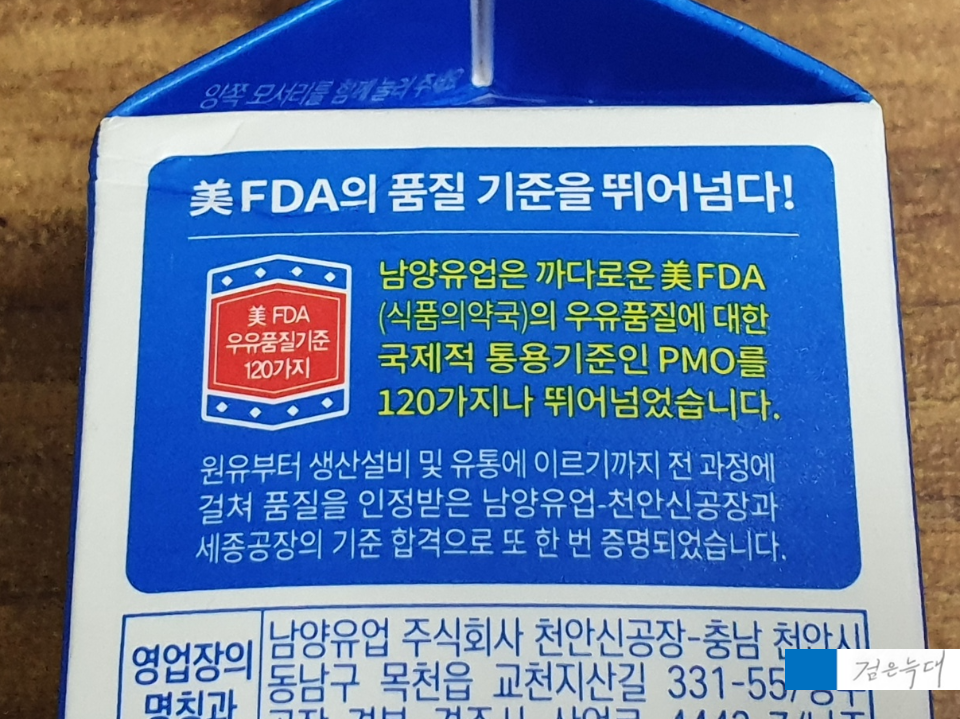 양쪽 모서리를 함께 눌러 주세요
美FDA의 품질 기준을 뛰어넘다!
美 FDA
우유품질기준
120가지
남양유업은 까다로운 美FDA
(식품의약국)의 우유품질에 대한
국제적 통용기준인 PMO를
120가지나 뛰어넘었습니다.
원유부터 생산설비 및 유통에 이르기까지 전 과정에
걸쳐 품질을 인정받은 남양유업-천안신공장과
세종공장의 기준 합격으로 또 한 번 증명되었습니다.
영업장의
명칭과
남양유업 주식회사 천안신공장-충남 천안시
동남구 목천읍 교천지산길 331-55/
검은늑대